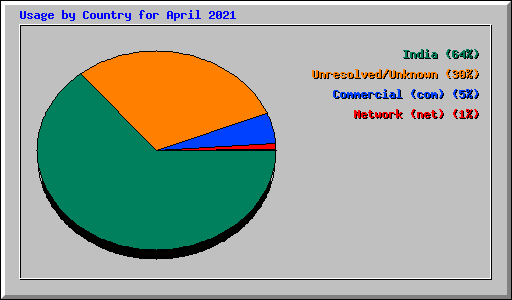 Usage by Country for April 2021
India (64%)
Unresolved/Unknown (30%)
Commercial (com) (5%)
Network (net) (1%)